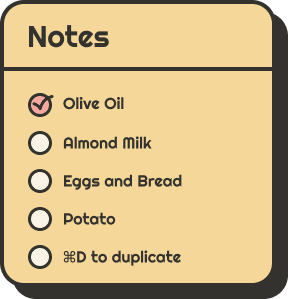 Notes
Olive Oil
Almond Milk
Eggs and Bread
Potato
⌘D to duplicate